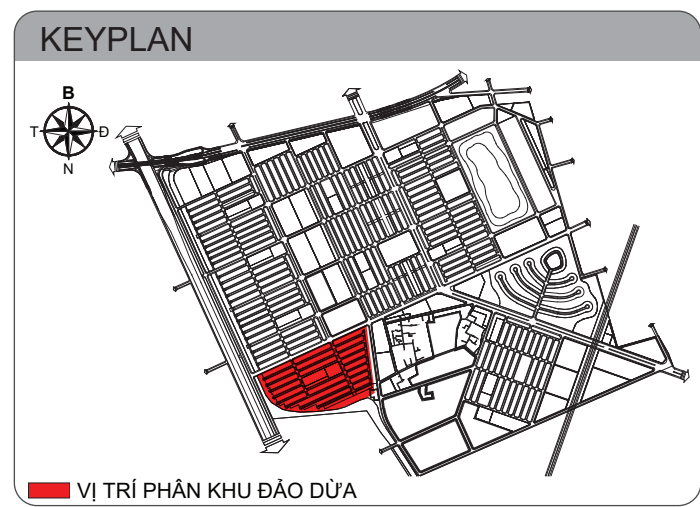 KEYPLAN
B
T Đ
N
VỊ TRÍ PHÂN KHU ĐẢO DỪA